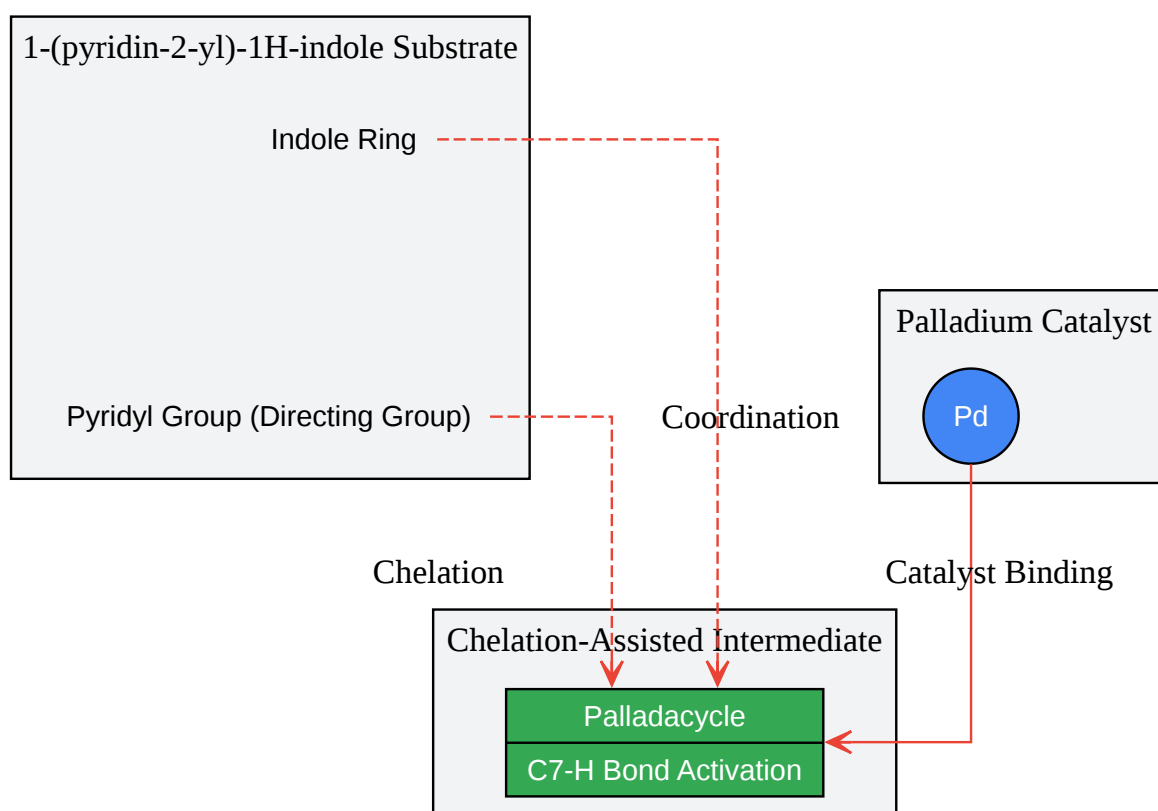 1-(pyridin-2-yl)-1H-indole Substrate
Indole Ring
Pyridyl Group (Directing Group)
Palladium Catalyst
Pd
Coordination
Chelation
Catalyst Binding
Chelation-Assisted Intermediate
Palladacycle
C7-H Bond Activation